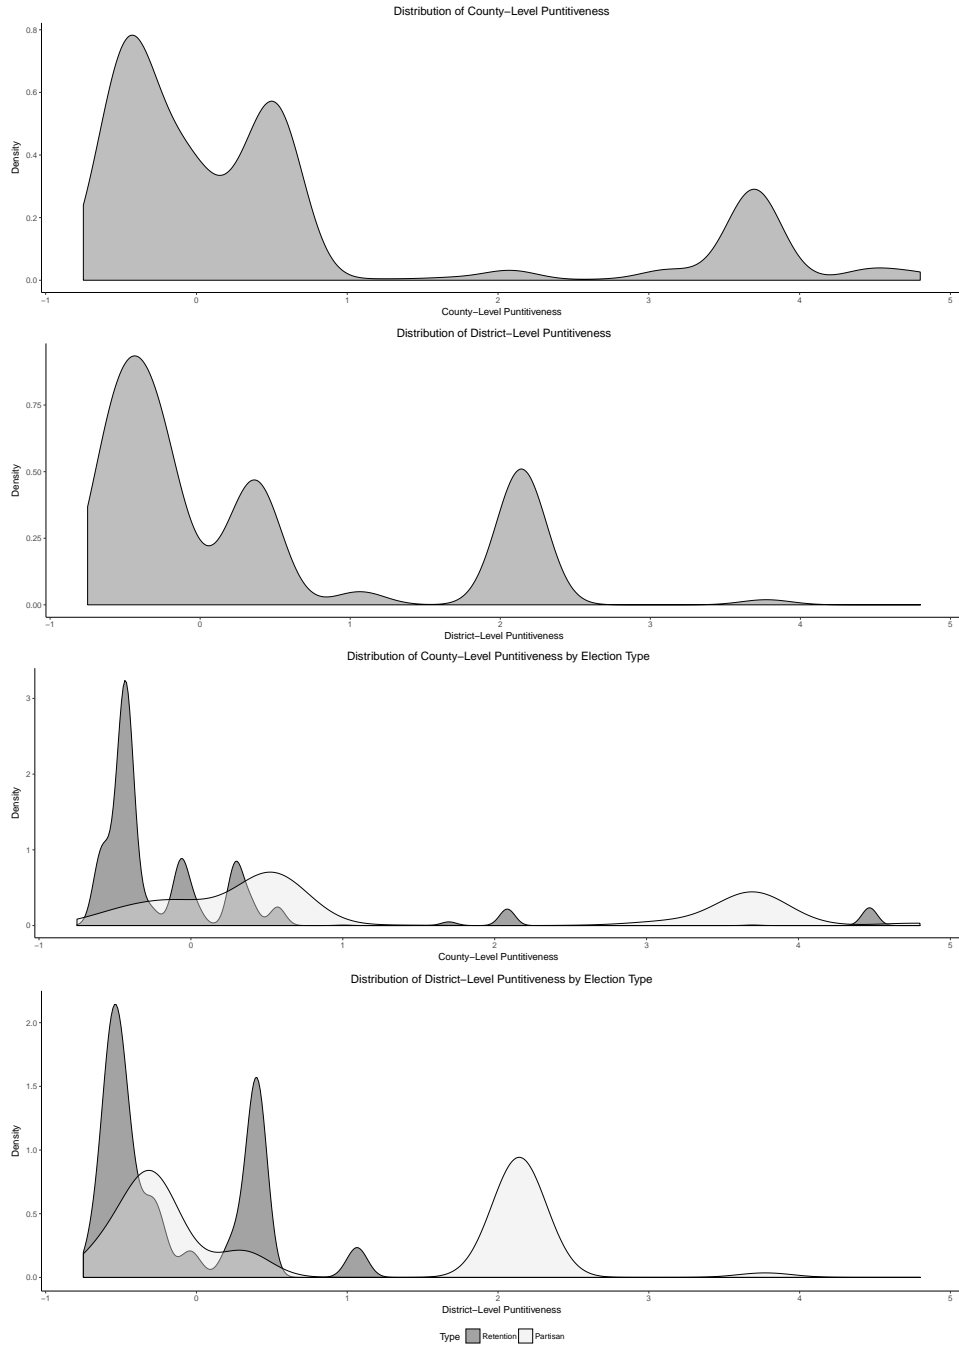 Distribution of County−Level Puntitiveness
0.8
0.6
0.4
0.2
0.0
Density
−1 0 1 2 3 4 5
County−Level Puntitiveness
Distribution of District−Level Puntitiveness
0.75
0.50
0.25
0.00
Density
−1 0 1 2 3 4 5
District−Level Puntitiveness
Distribution of County−Level Puntitiveness by Election Type
3
2
1
0
Density
−1 0 1 2 3 4 5
County−Level Puntitiveness
Distribution of District−Level Puntitiveness by Election Type
2.0
1.5
1.0
0.5
0.0
Density
−1 0 1 2 3 4 5
District−Level Puntitiveness
Type Retention Partisan